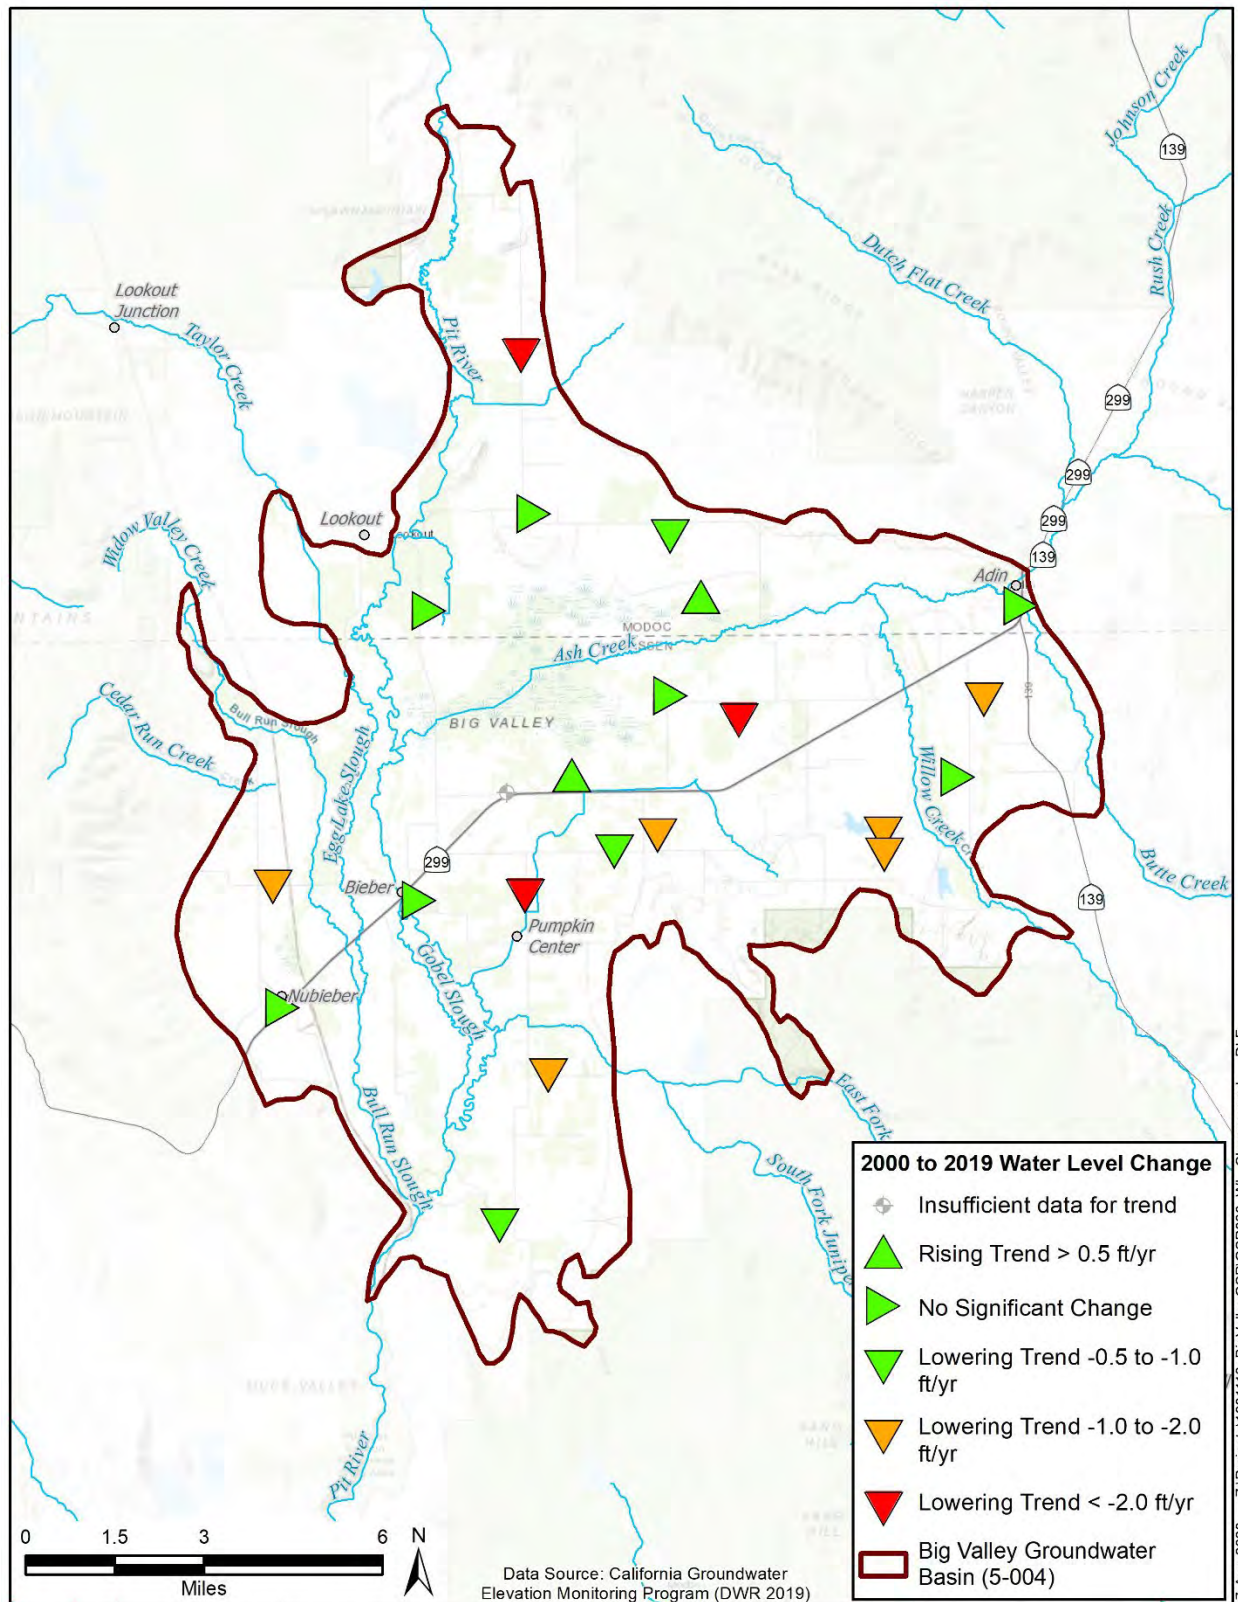 Johnson Creek
139
Rush Creek
Dutch Flat Creek
Lookout
Junction
Taylor Creek
Pit River
299
299
299
139
Lookout
Widow Valley Creek
Adin
MODOC
Ash Creek
BIG VALLEY
139
Bull Run Slough
Cedar Run Creek
Egg Lake Slough
Willow Creek
299
Bieber
Butte Creek
139
Pumpkin
Center
Gobel Slough
Nubieber
Bull Run Slough
East Fork
South Fork Juniper
Pit River
2000 to 2019 Water Level Change
Insufficient data for trend
Rising Trend > 0.5 ft/yr
No Significant Change
Lowering Trend -0.5 to -1.0
ft/yr
Lowering Trend -1.0 to -2.0
ft/yr
Lowering Trend < -2.0 ft/yr
Big Valley Groundwater
Basin (5-004)
0 1.5 3 6
Miles
N
Data Source: California Groundwater
Elevation Monitoring Program (DWR 2019)